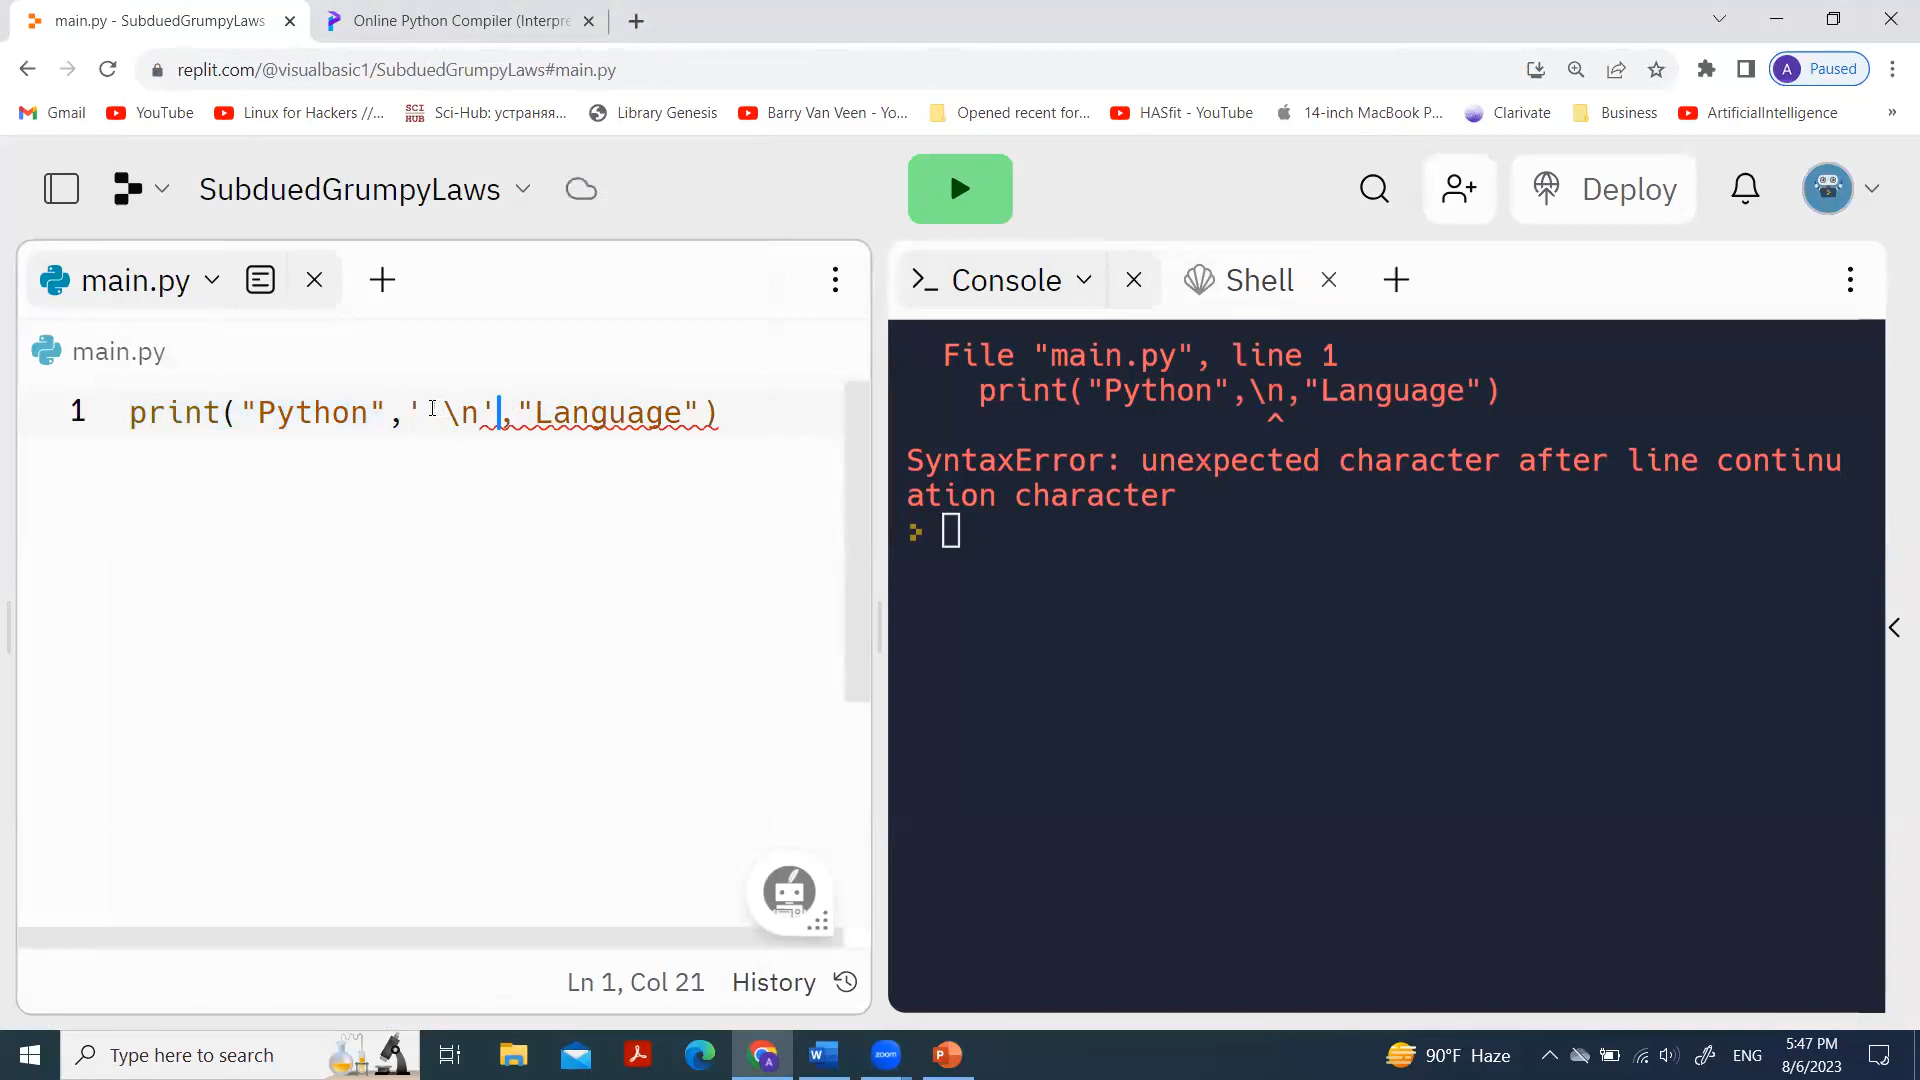 main.py - SubduedGrumpyLaws
Online Python Compiler (Interpre
replit.com/@visualbasic1/SubduedGrumpyLaws#main.py
A Paused
Gmail YouTube Linux for Hackers //... SCI HUB Sci-Hub: устраняя... Library Genesis Barry Van Veen - Yo... Opened recent for... HASfit - YouTube 14-inch MacBook P... Clarivate Business ArtificialIntelligence »
SubduedGrumpyLaws
Deploy
main.py
main.py
1 print("Python",' \n',"Language")
Ln 1, Col 21 History
>_ Console
Shell
File "main.py", line 1
print("Python",\n,"Language")
^
SyntaxError: unexpected character after line continu
ation character
Type here to search
W
zoom
P
90°F Haze
ENG
5:47 PM
8/6/2023